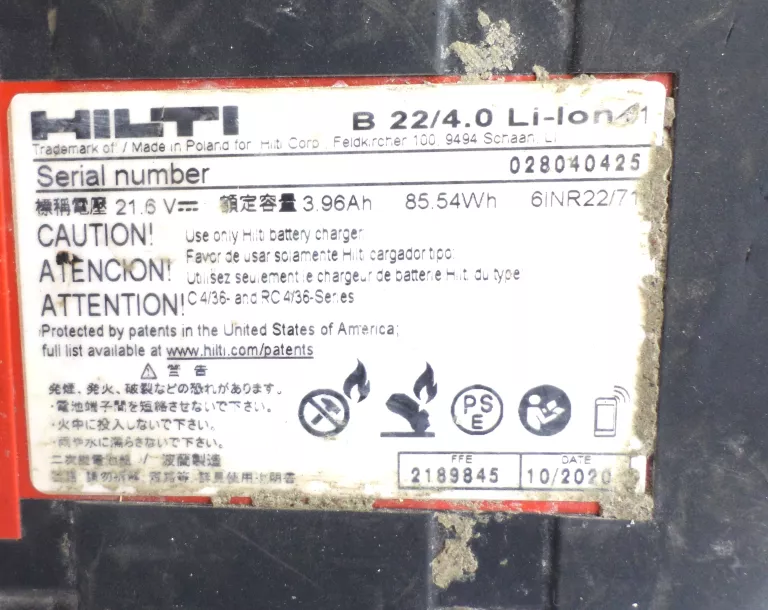 HILTI B 22/4.0 Li-Ion
Trademark of / Made in Poland for Hilti Corp. Feldkircher 100, 9494 Schaan, LI
Serial number 028040425
標稱電壓 21.6 V 額定容量 3.96Ah 85.54Wh 6INR22/71
CAUTION! Use only Hilti battery charger
Favor de usar solamente Hilti cargador tipo:
ATENCION! Utilisez seulement le chargeur de batterie Hilti du type
ATTENTION! C 4/36- and RC 4/36-Series
Protected by patents in the United States of America;
full list available at www.hilti.com/patents
警告
発煙、発火、破裂などの恐れがあります。
・電池端子間を短絡させないで下さい。
・火中に投入しないで下さい。
・雨や水に濡らさないで下さい。
波蘭製造
PSE
FFE DATE
2189845 10/2020